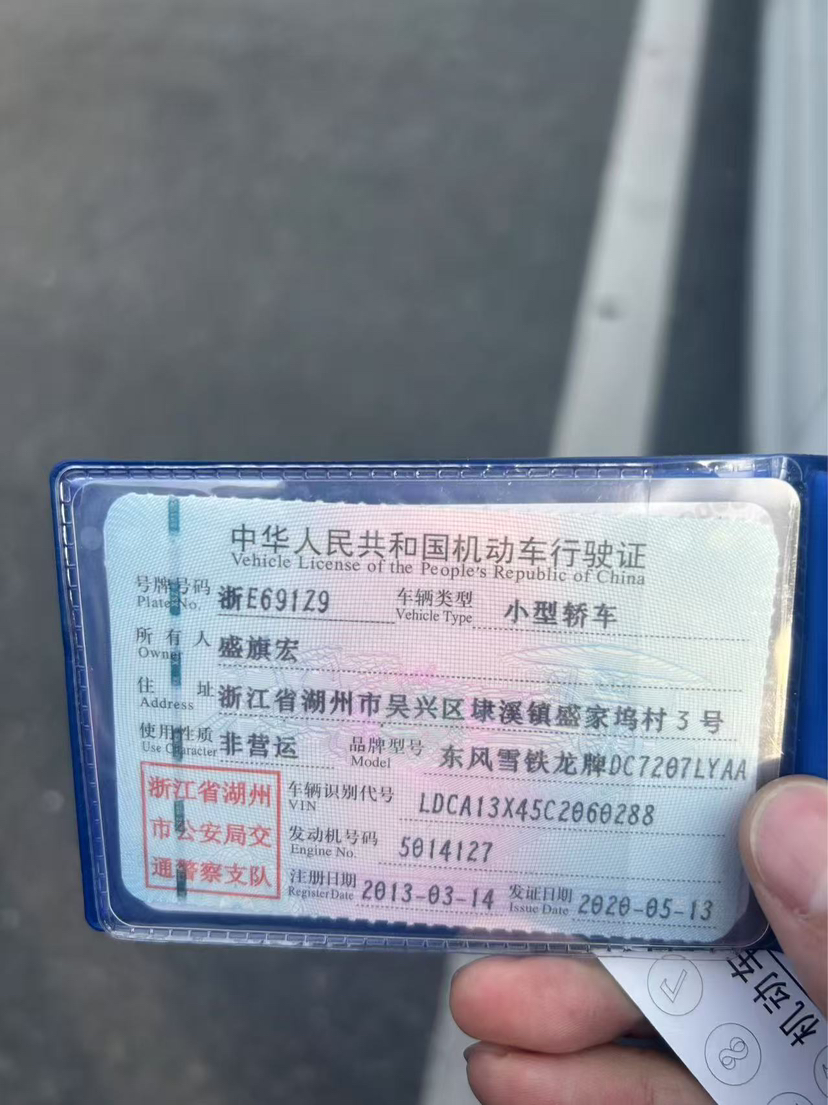 中华人民共和国机动车行驶证
Vehicle License of the People's Republic of China
号牌号码 浙E691Z9 车辆类型 小型轿车
Plate No. Vehicle Type
所有人 盛旗宏
Owner
住址 浙江省湖州市吴兴区埭溪镇盛家坞村3号
Address
使用性质 非营运 品牌型号 东风雪铁龙牌DC7207LYAA
Use Character Model
浙江省湖州
市公安局交
通警察支队
车辆识别代号 LDCA13X45C2060288
VIN
发动机号码 5014127
Engine No.
注册日期 2013-03-14 发证日期 2020-05-13
Register Date Issue Date
机动车